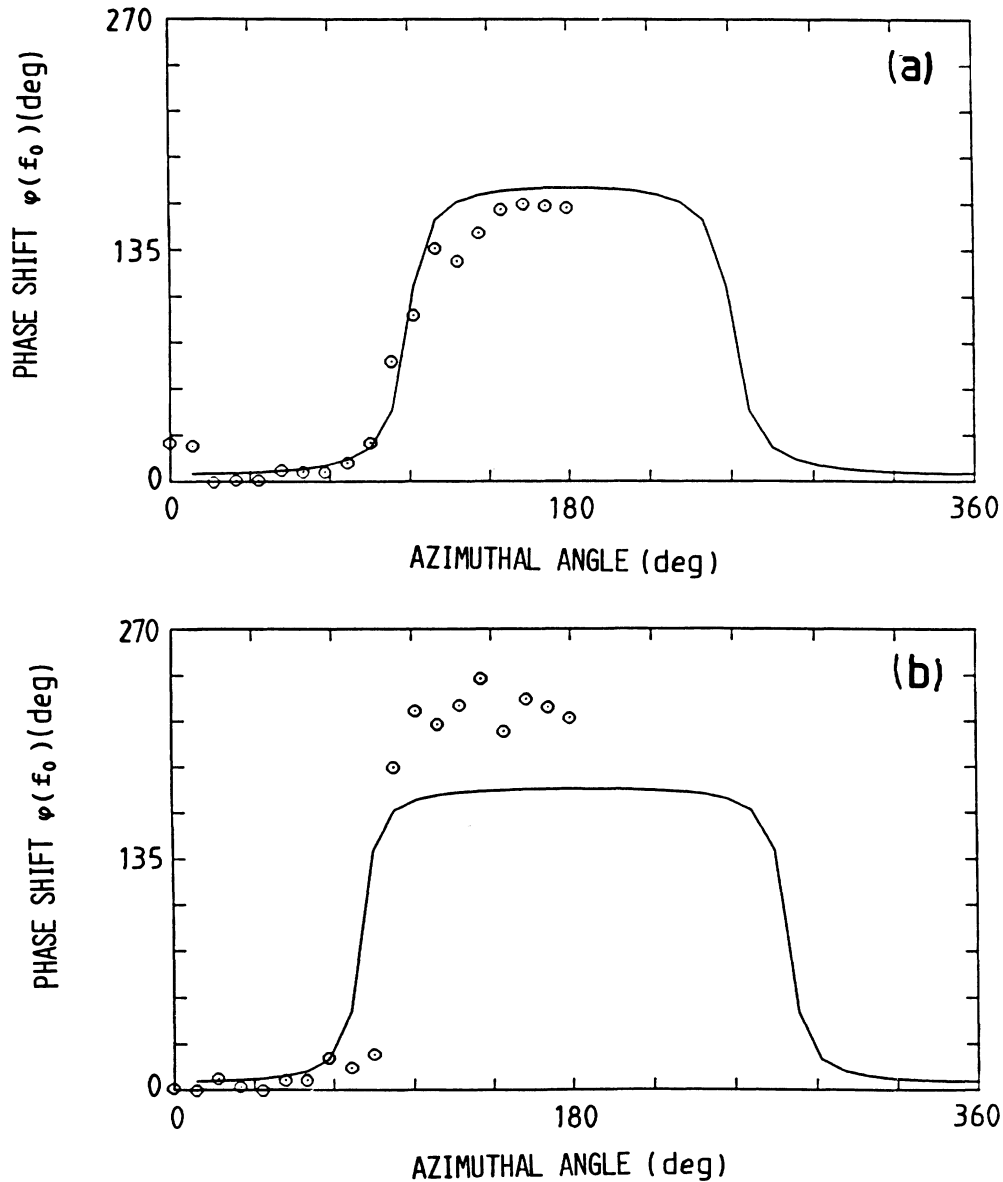 270
(a)
PHASE SHIFT φ(f₀)(deg)
135
0
0 180 360
AZIMUTHAL ANGLE (deg)
270
(b)
PHASE SHIFT φ(f₀)(deg)
135
0
0 180 360
AZIMUTHAL ANGLE (deg)